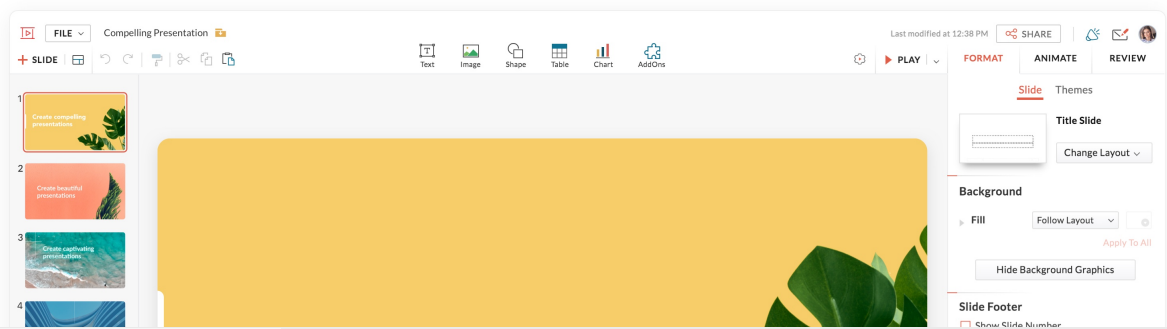 FILE
Compelling Presentation
Last modified at 12:38 PM
SHARE
+ SLIDE
Text
Image
Shape
Table
Chart
AddOns
PLAY
FORMAT
ANIMATE
REVIEW
Slide
Themes
1
Create compelling
presentations
2
Create beautiful
presentations
3
Create captivating
presentations
4
Title Slide
Change Layout
Background
Fill
Follow Layout
Apply To All
Hide Background Graphics
Slide Footer
Show Slide Number